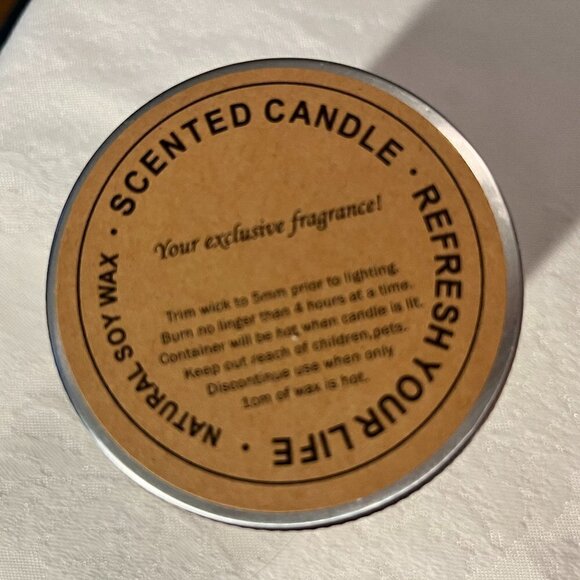 SCENTED CANDLE · REFRESH YOUR LIFE · NATURAL SOY WAX ·
Your exclusive fragrance!
Trim wick to 5mm prior to lighting.
Burn no linger than 4 hours at a time.
Container will be hot when candle is lit.
Keep out reach of children,pets.
Discontinue use when only
1om of wax is hot.